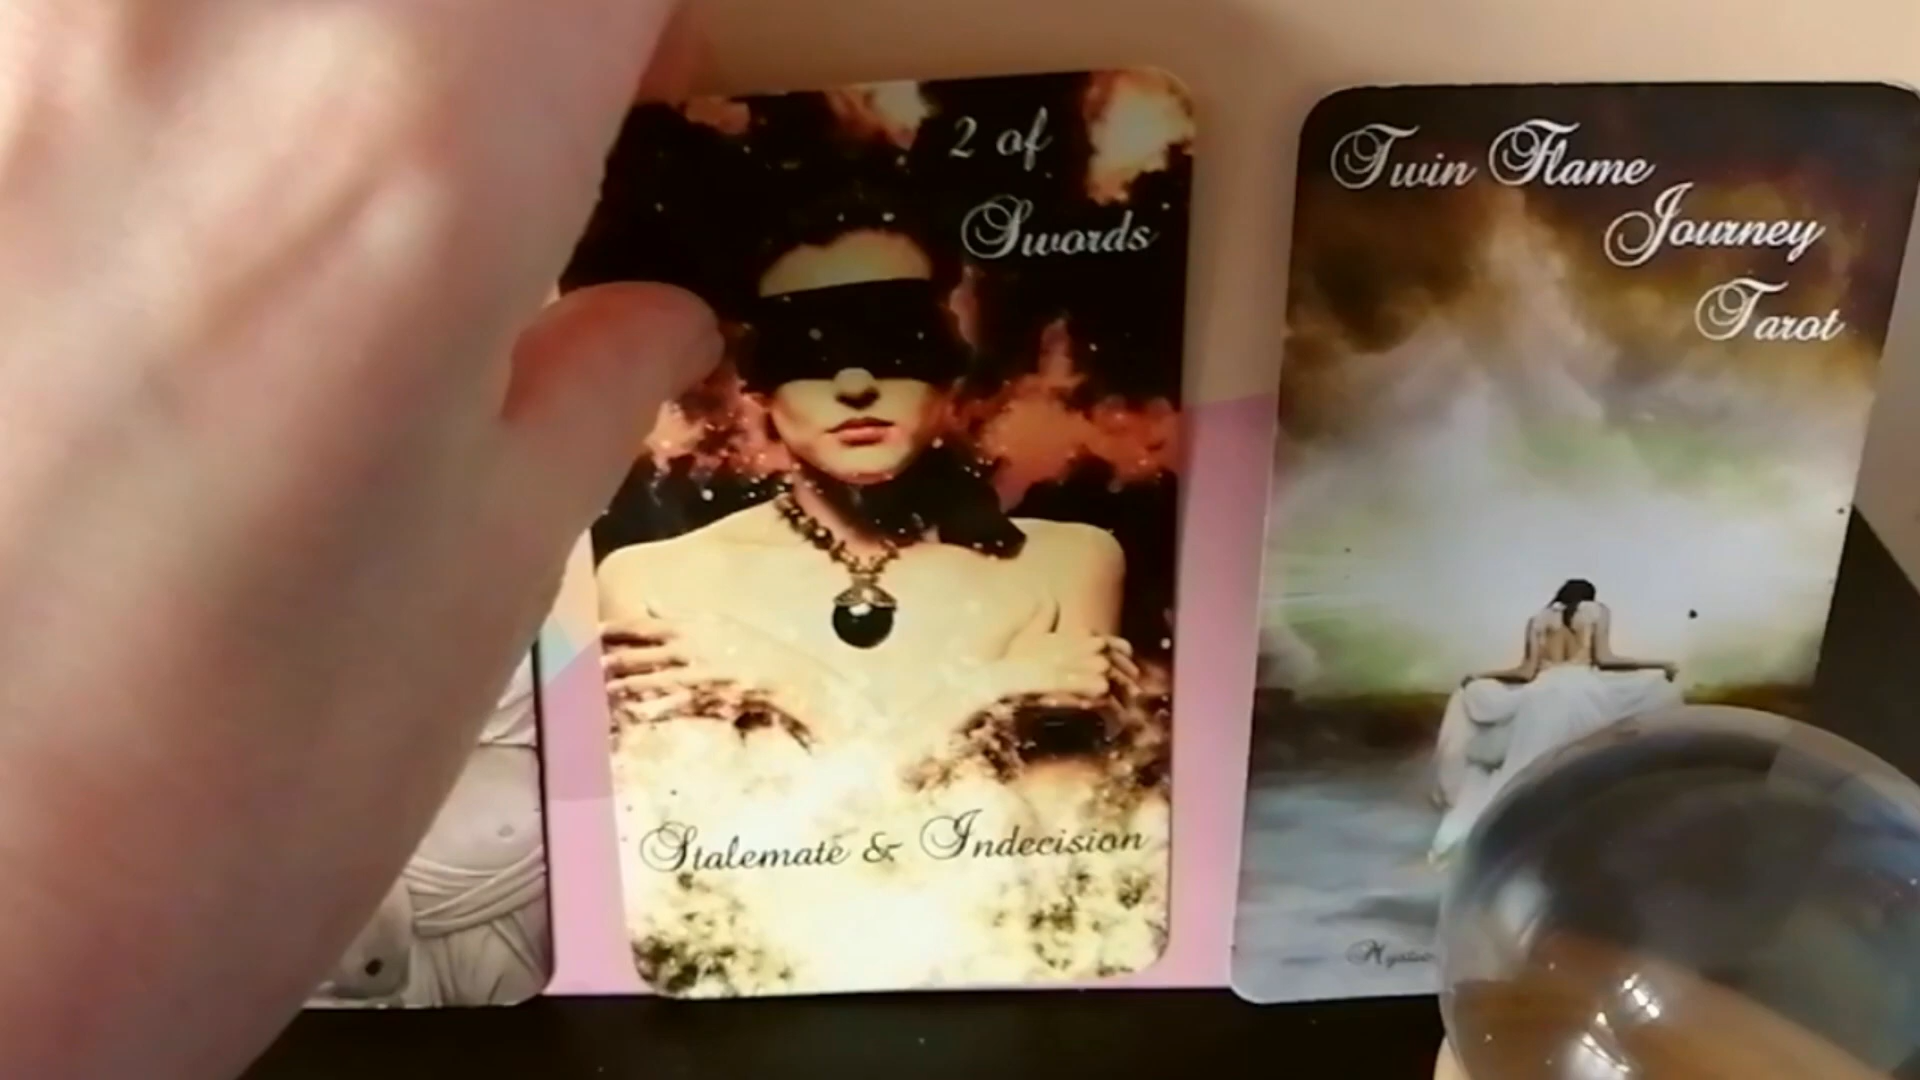 2 of
Swords
Stalemate & Indecision
Twin Flame
Journey
Tarot